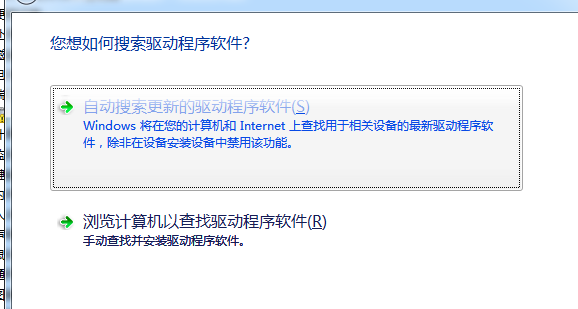 您想如何搜索驱动程序软件?
自动搜索更新的驱动程序软件(S)
Windows 将在您的计算机和 Internet 上查找用于相关设备的最新驱动程序软
件，除非在设备安装设备中禁用该功能。
浏览计算机以查找驱动程序软件(R)
手动查找并安装驱动程序软件。